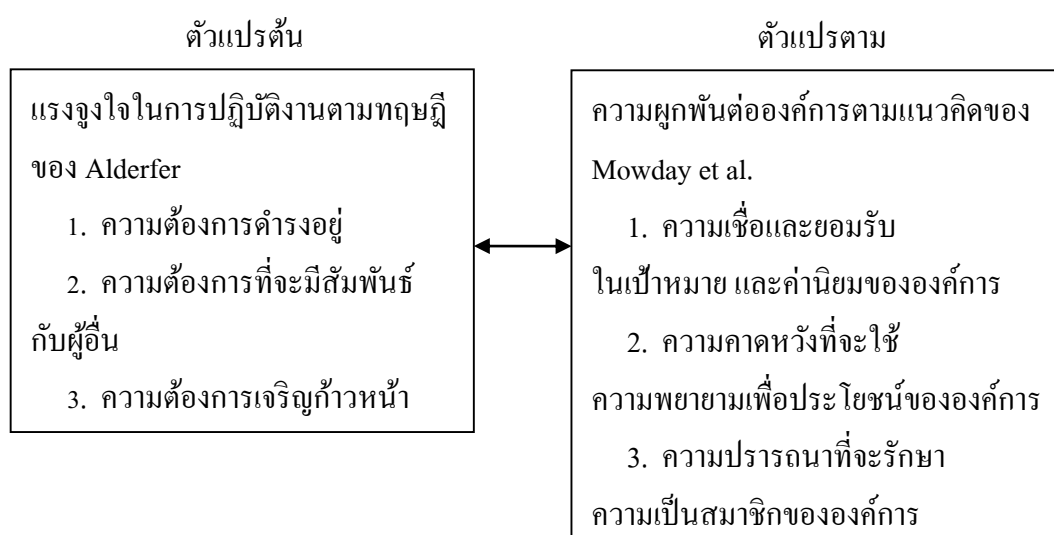 ตัวแปรต้น
แรงจูงใจในการปฏิบัติงานตามทฤษฎี
ของ Alderfer
1. ความต้องการดำรงอยู่
2. ความต้องการที่จะมีสัมพันธ์
กับผู้อื่น
3. ความต้องการเจริญก้าวหน้า
ตัวแปรตาม
ความผูกพันต่อองค์การตามแนวคิดของ
Mowday et al.
1. ความเชื่อและยอมรับ
ในเป้าหมาย และค่านิยมขององค์การ
2. ความคาดหวังที่จะใช้
ความพยายามเพื่อประโยชน์ขององค์การ
3. ความปรารถนาที่จะรักษา
ความเป็นสมาชิกขององค์การ